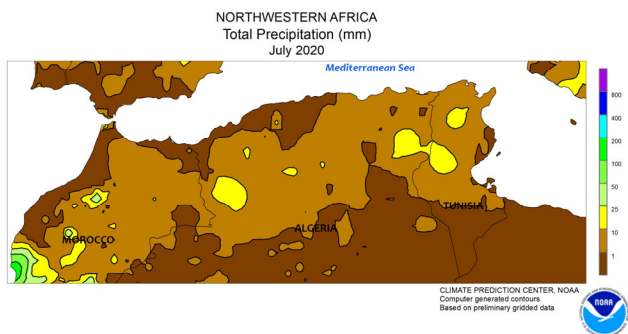 NORTHWESTERN AFRICA
Total Precipitation (mm)
July 2020
Mediterranean Sea
800
400
200
100
50
25
10
1
TUNISIA
ALGERIA
MOROCCO
CLIMATE PREDICTION CENTER, NOAA
Computer generated contours
Based on preliminary gridded data
NOAA